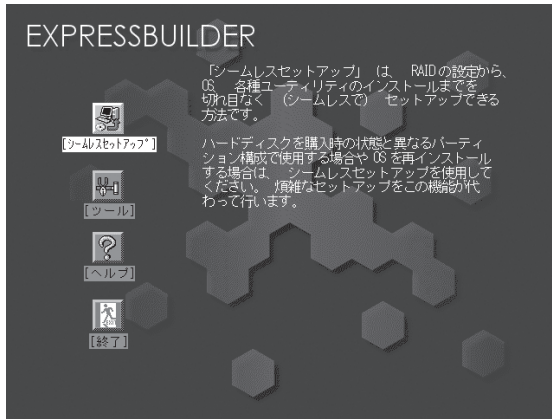 EXPRESSBUILDER
「シームレスセットアップ」 は、 RAIDの設定から、
OS、 各種ユーティリティのインストールまでを
切れ目なく （シームレスで） セットアップできる
方法です。
ハードディスクを購入時の状態と異なるパーティ
ション構成で使用する場合や OSを再インストール
する場合は、 シームレスセットアップを使用して
ください。 煩雑なセットアップをこの機能が代
わって行います。
[ｼｰﾑﾚｽｾｯﾄｱｯﾌﾟ]
[ツール]
[ヘルプ]
[終了]